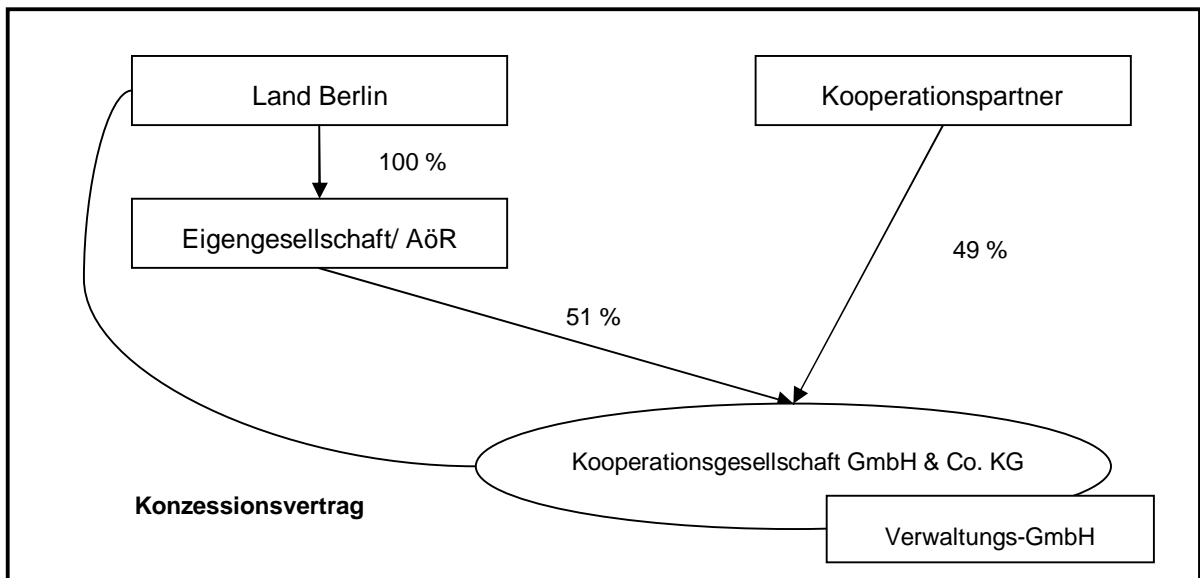 Land Berlin
Kooperationspartner
100 %
Eigengesellschaft/ AöR
49 %
51 %
Kooperationsgesellschaft GmbH & Co. KG
Konzessionsvertrag
Verwaltungs-GmbH